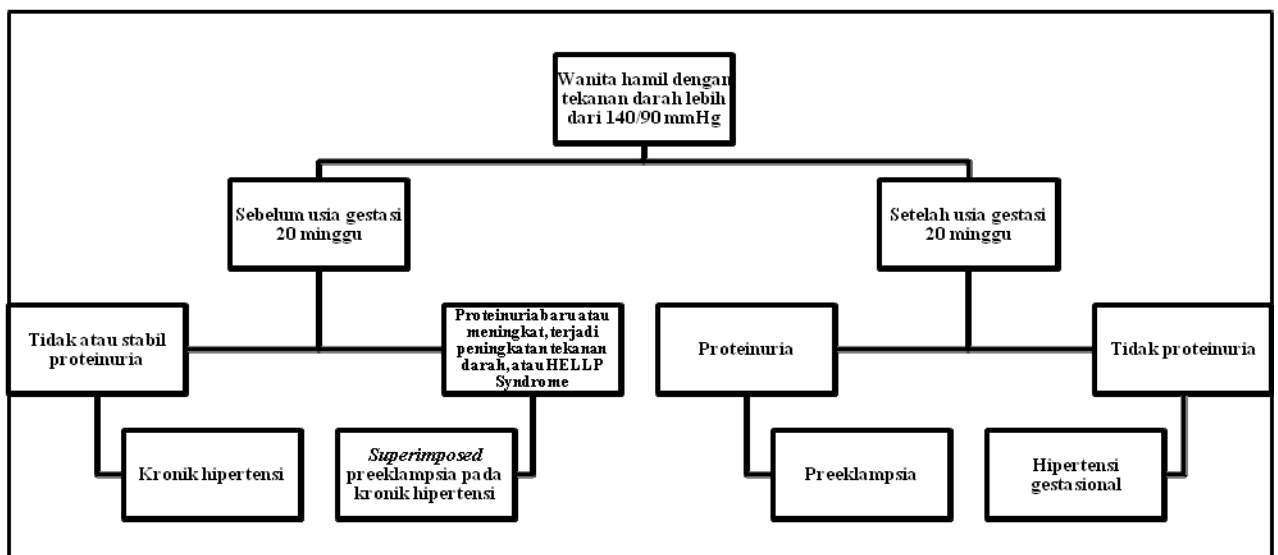 Wanita hamil dengan
tekanan darah lebih
dari 140/90 mmHg
Sebelum usia gestasi
20 minggu
Setelah usia gestasi
20 minggu
Tidak atau stabil
proteinuria
Proteinuria baru atau
meningkat, terjadi
peningkatan tekanan
darah, atau HELLP
Syndrome
Proteinuria
Tidak proteinuria
Kronik hipertensi
Superimposed
preeklampsia pada
kronik hipertensi
Preeklampsia
Hipertensi
gestasional